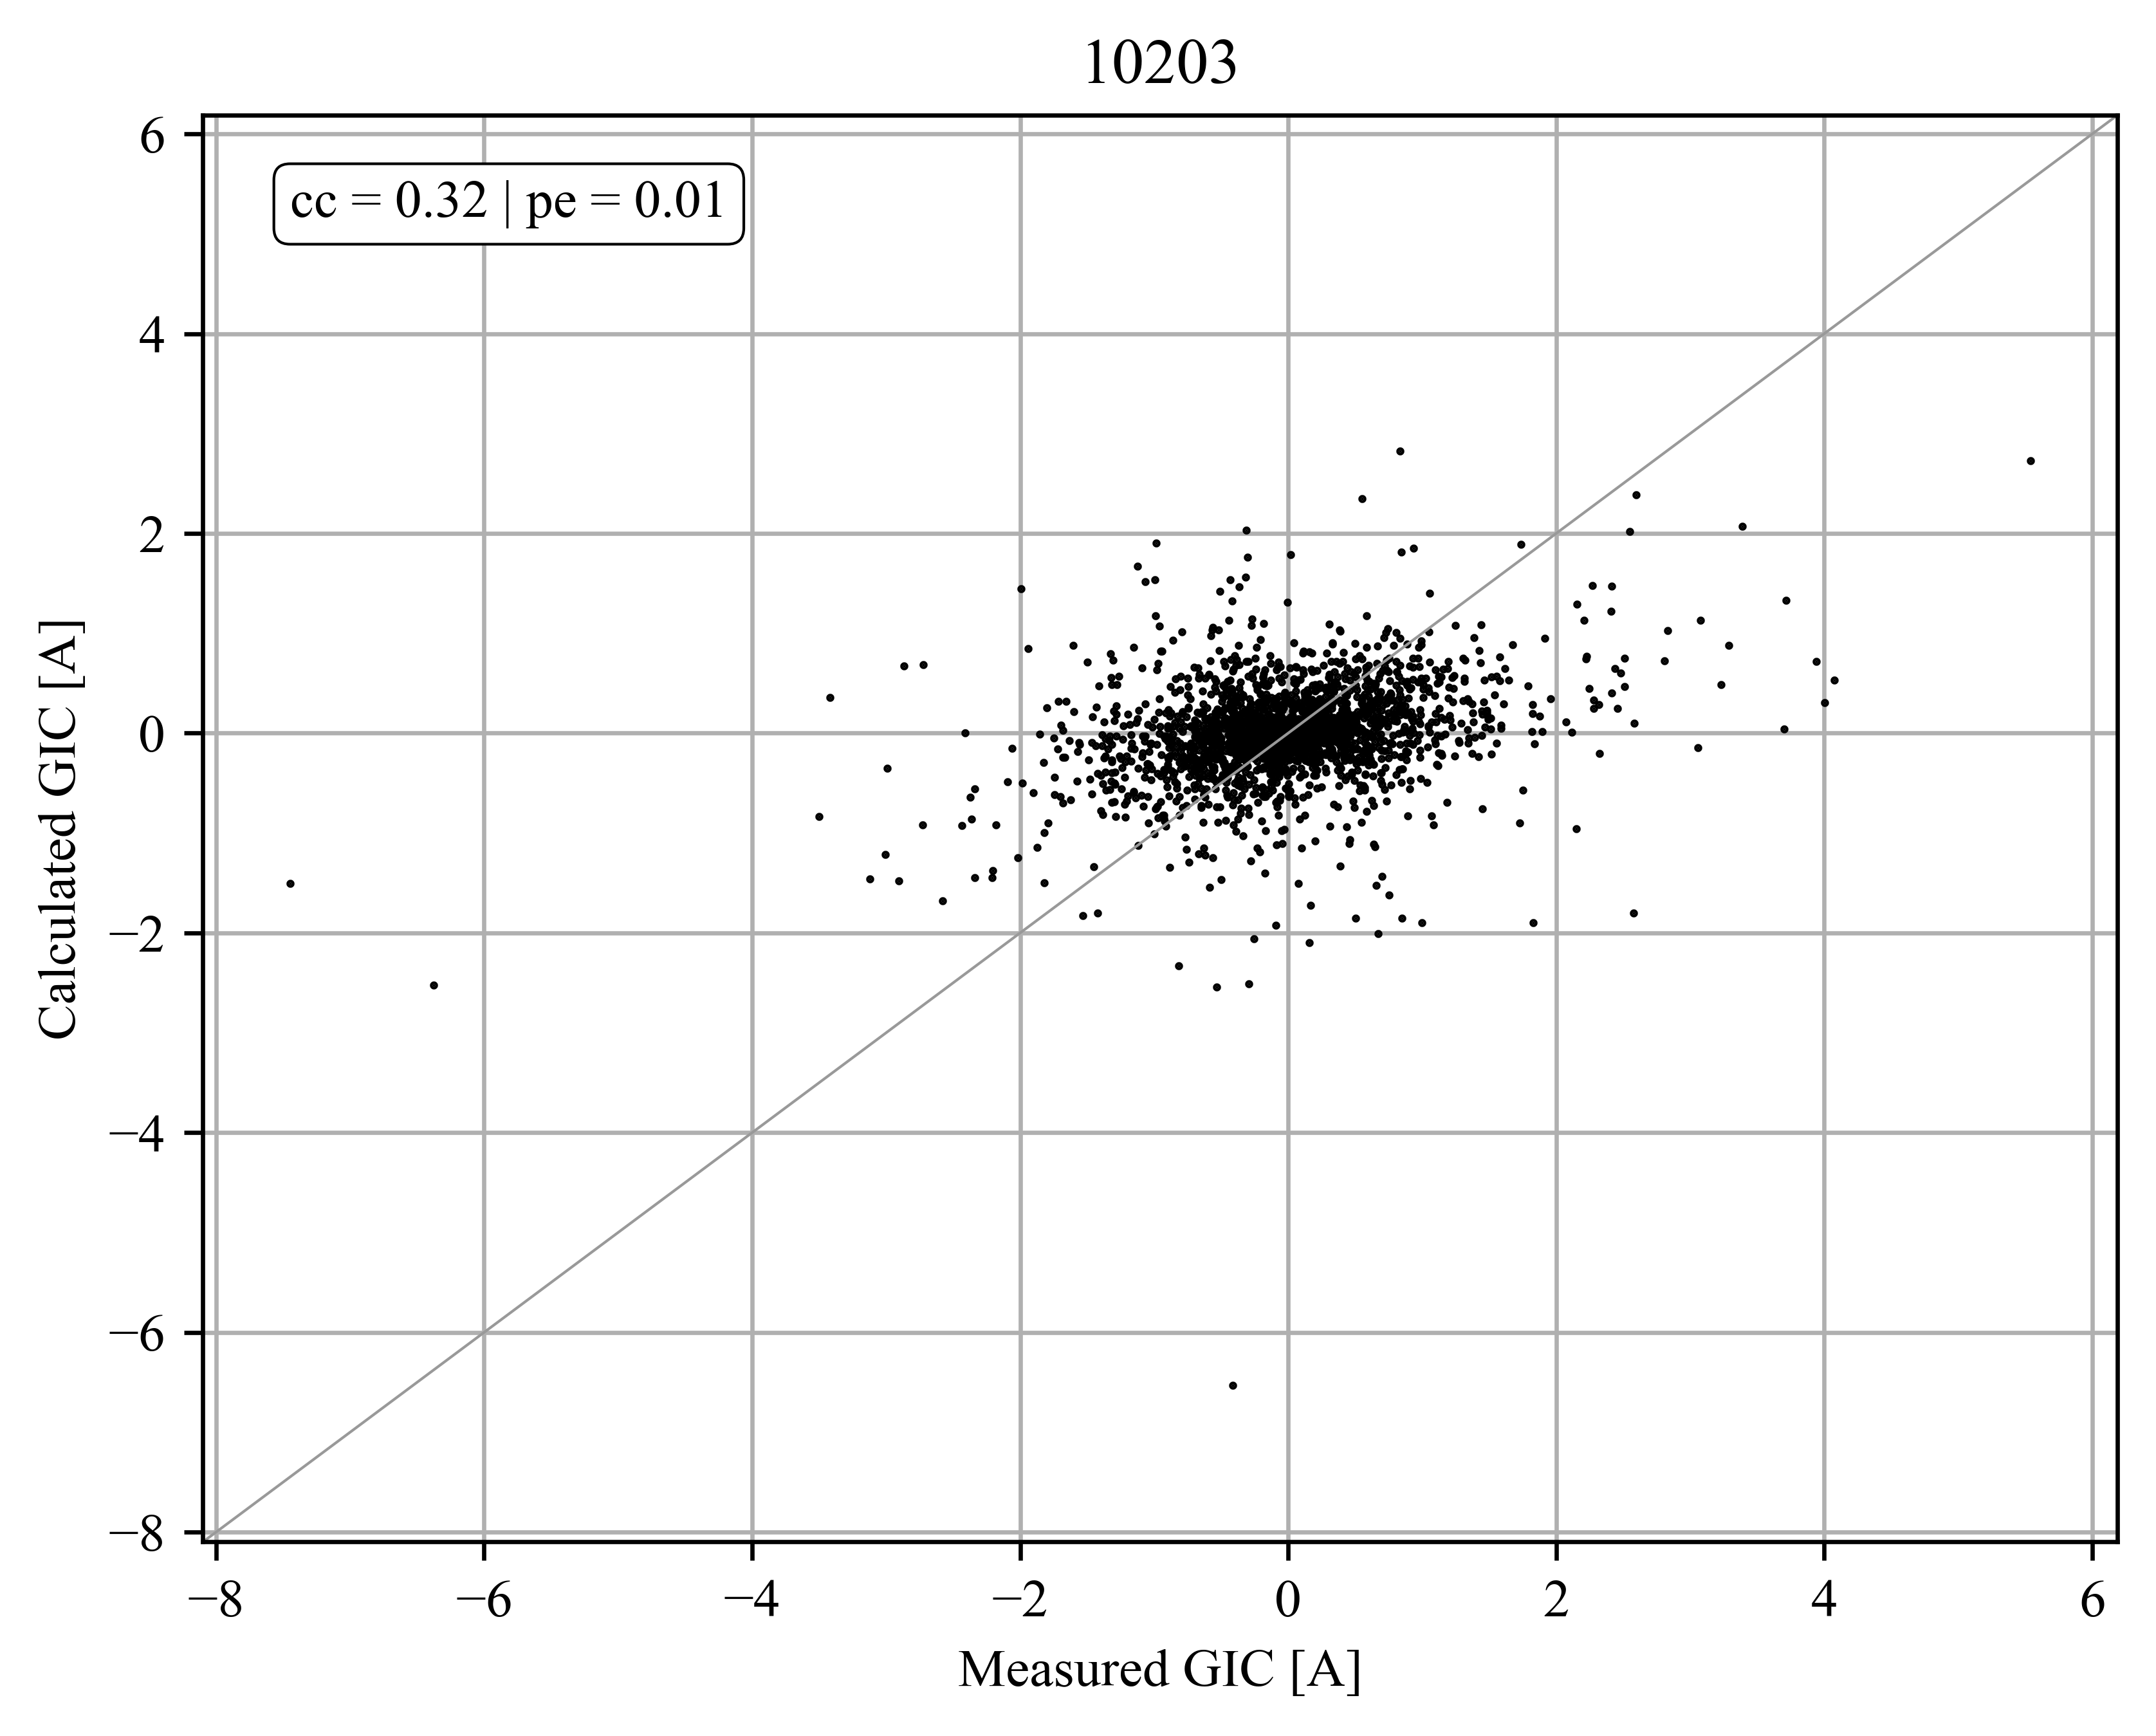 10203
cc = 0.32 | pe = 0.01
6
4
2
0
−2
−4
−6
−8
Calculated GIC [A]
−8 −6 −4 −2 0 2 4 6
Measured GIC [A]